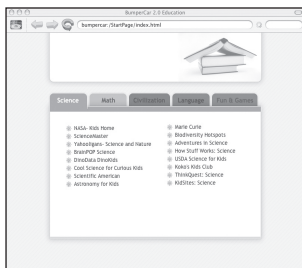 BumperCar 2.0 Education
bumpercar:/StartPage/index.html
Science
Math
Civilization
Language
Fun & Games
NASA- Kids Home
ScienceMaster
Yahooligans- Science and Nature
BrainPOP Science
DinoData DinoKids
Cool Science for Curious Kids
Scientific American
Astronomy for Kids
Marie Curie
Biodiversity Hotspots
Adventures in Science
How Stuff Works: Science
USDA Science for Kids
Koko's Kids Club
ThinkQuest: Science
KidSites: Science